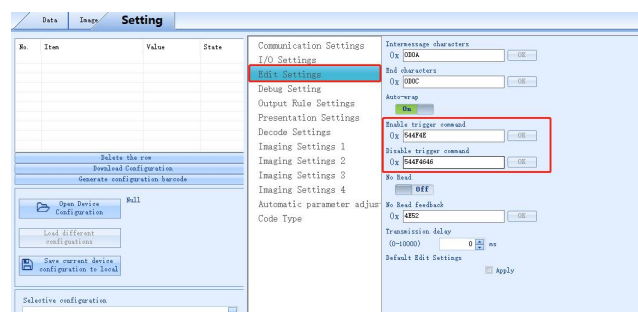 Data Image Setting
No. Item Value State
Delete the row
Download Configuration
Generate configuration barcode
Open Device
Configuration
Null
Load different
configuations
Save current device
configuration to local
Selective configuration
Communication Settings
I/O Settings
Edit Settings
Debug Setting
Output Rule Settings
Presentation Settings
Decode Settings
Imaging Settings 1
Imaging Settings 2
Imaging Settings 3
Imaging Settings 4
Automatic parameter adjus
Code Type
Intermessage characters
0x 0D0A OK
End characters
0x 0D0C OK
Auto-wrap
On
Enable trigger command
0x 544F4E OK
Disable trigger command
0x 544F4646 OK
No Read
Off
No Read feedback
0x 4E52 OK
Transmission delay
(0-10000) 0 ms
Default Edit Settings
Apply